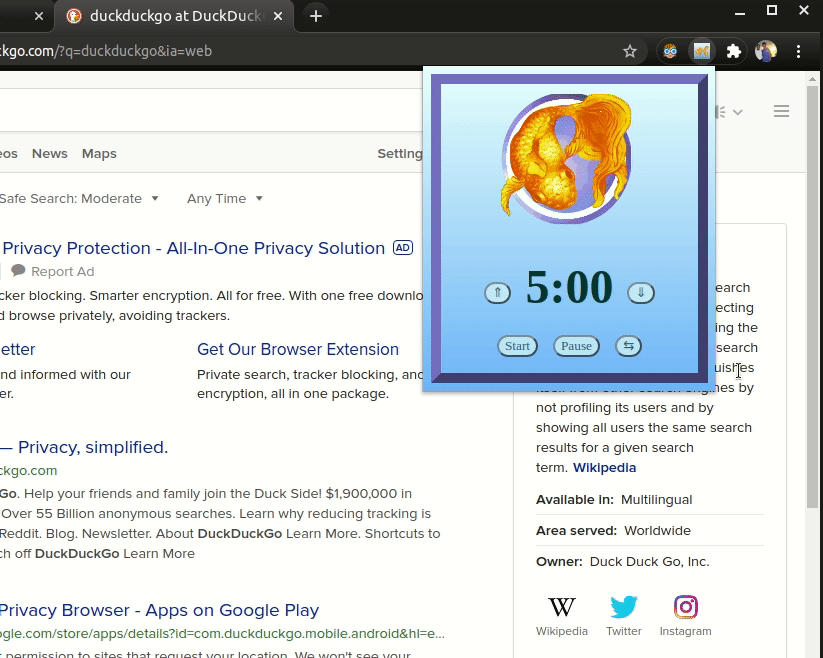 duckduckgo at DuckDuck
ckgo.com/?q=duckduckgo&ia=web
eos News Maps Setting
Safe Search: Moderate Any Time
Privacy Protection - All-In-One Privacy Solution AD
Report Ad
cker blocking. Smarter encryption. All for free. With one free downlo
d browse privately, avoiding trackers.
etter Get Our Browser Extension
nd informed with our Private search, tracker blocking, and
er. encryption, all in one package.
— Privacy, simplified.
ckgo.com
Go. Help your friends and family join the Duck Side! $1,900,000 in
Over 55 Billion anonymous searches. Learn why reducing tracking is
Reddit. Blog. Newsletter. About DuckDuckGo Learn More. Shortcuts to
ch off DuckDuckGo Learn More
Privacy Browser - Apps on Google Play
ogle.com/store/apps/details?id=com.duckduckgo.mobile.android&hl=e...
t permission to sites that request your location. We won't see your
⇑ 5:00 ⇓
Start Pause ⇆
earch
ecting
ing the
search
uishes
itself from other search engines by
not profiling its users and by
showing all users the same search
results for a given search
term. Wikipedia
Available in: Multilingual
Area served: Worldwide
Owner: Duck Duck Go, Inc.
W
Wikipedia Twitter Instagram